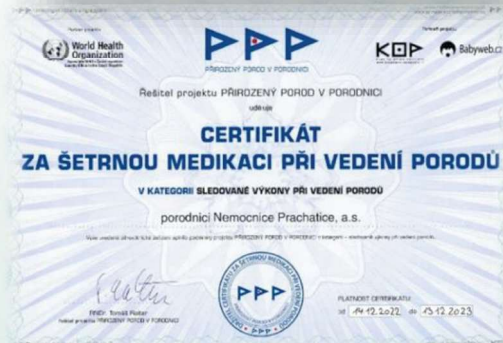 World Health
Organization
PPP
PŘIROZENÝ POROD V PORODNICI
Babyweb.cz
Řešitel projektu PŘIROZENÝ POROD V PORODNICI
uděluje
CERTIFIKÁT
ZA ŠETRNOU MEDIKACI PŘI VEDENÍ PORODŮ
V KATEGORII SLEDOVANÉ VÝKONY PŘI VEDENÍ PORODŮ
porodnici Nemocnice Prachatice, a.s.
PPP
PLATNOST CERTIFIKÁTU
od 14.12.2022 do 13.12.2023